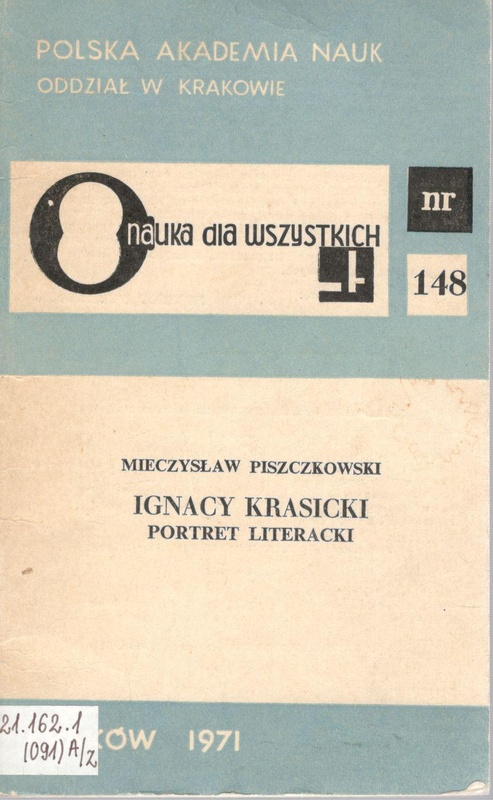 POLSKA AKADEMIA NAUK
ODDZIAŁ W KRAKOWIE
nauka dla WSZYSTKICH
nr
148
MIECZYSŁAW PISZCZKOWSKI
IGNACY KRASICKI
PORTRET LITERACKI
21.162.1
(091)A/z
KÓW 1971